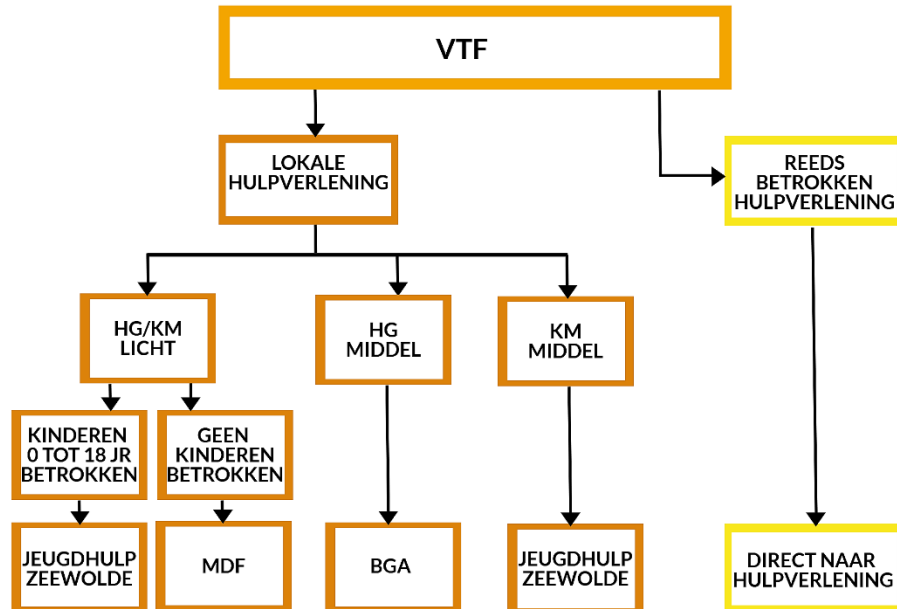 VTF
LOKALE
HULPVERLENING
REEDS
BETROKKEN
HULPVERLENING
HG/KM
LICHT
HG
MIDDEL
KM
MIDDEL
KINDEREN
0 TOT 18 JR
BETROKKEN
GEEN
KINDEREN
BETROKKEN
JEUGDHULP
ZEEWOLDE
MDF
BGA
JEUGDHULP
ZEEWOLDE
DIRECT NAAR
HULPVERLENING